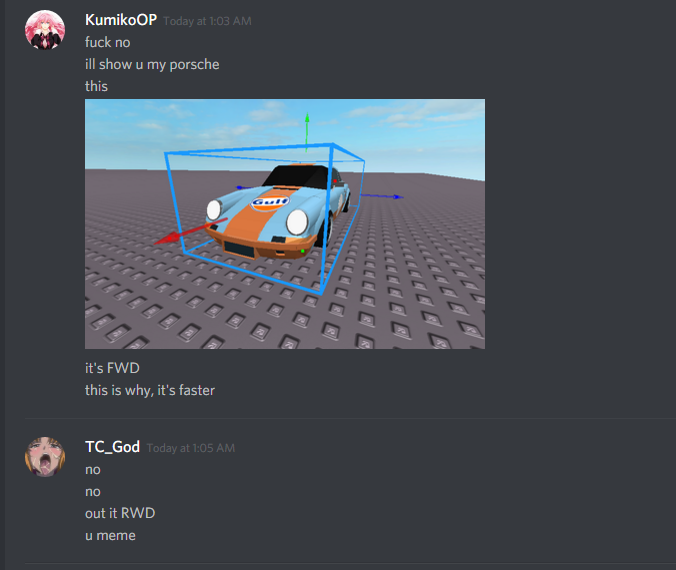 KumikoOP Today at 1:03 AM
fuck no
ill show u my porsche
this
Gulf
it's FWD
this is why, it's faster
TC_God Today at 1:05 AM
no
no
out it RWD
u meme